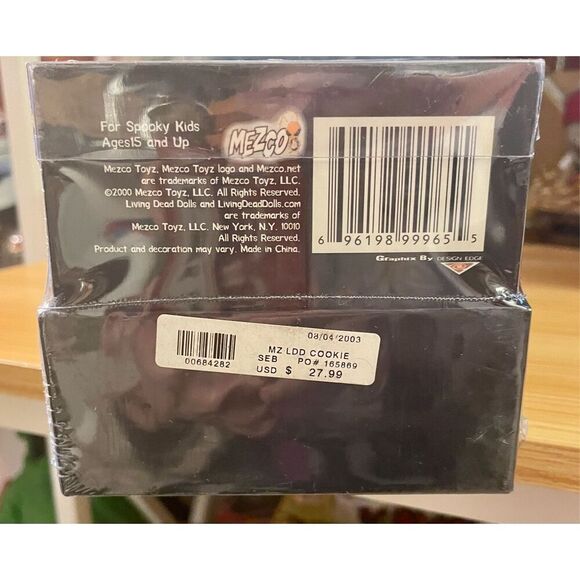 For Spooky Kids
Ages15 and Up
MEZCO
Mezco Toyz, Mezco Toyz logo and Mezco.net
are trademarks of Mezco Toyz, LLC.
©2000 Mezco Toyz, LLC. All Rights Reserved.
Living Dead Dolls and LivingDeadDolls.com
are trademarks of
Mezco Toyz, LLC. New York, N.Y. 10010
All Rights Reserved.
Product and decoration may vary. Made in China.
6 96198 99965 5
Graphix By DESIGN EDGE
08/04/2003
MZ LDD COOKIE
SEB PO# 165869
USD $ 27.99
00684282